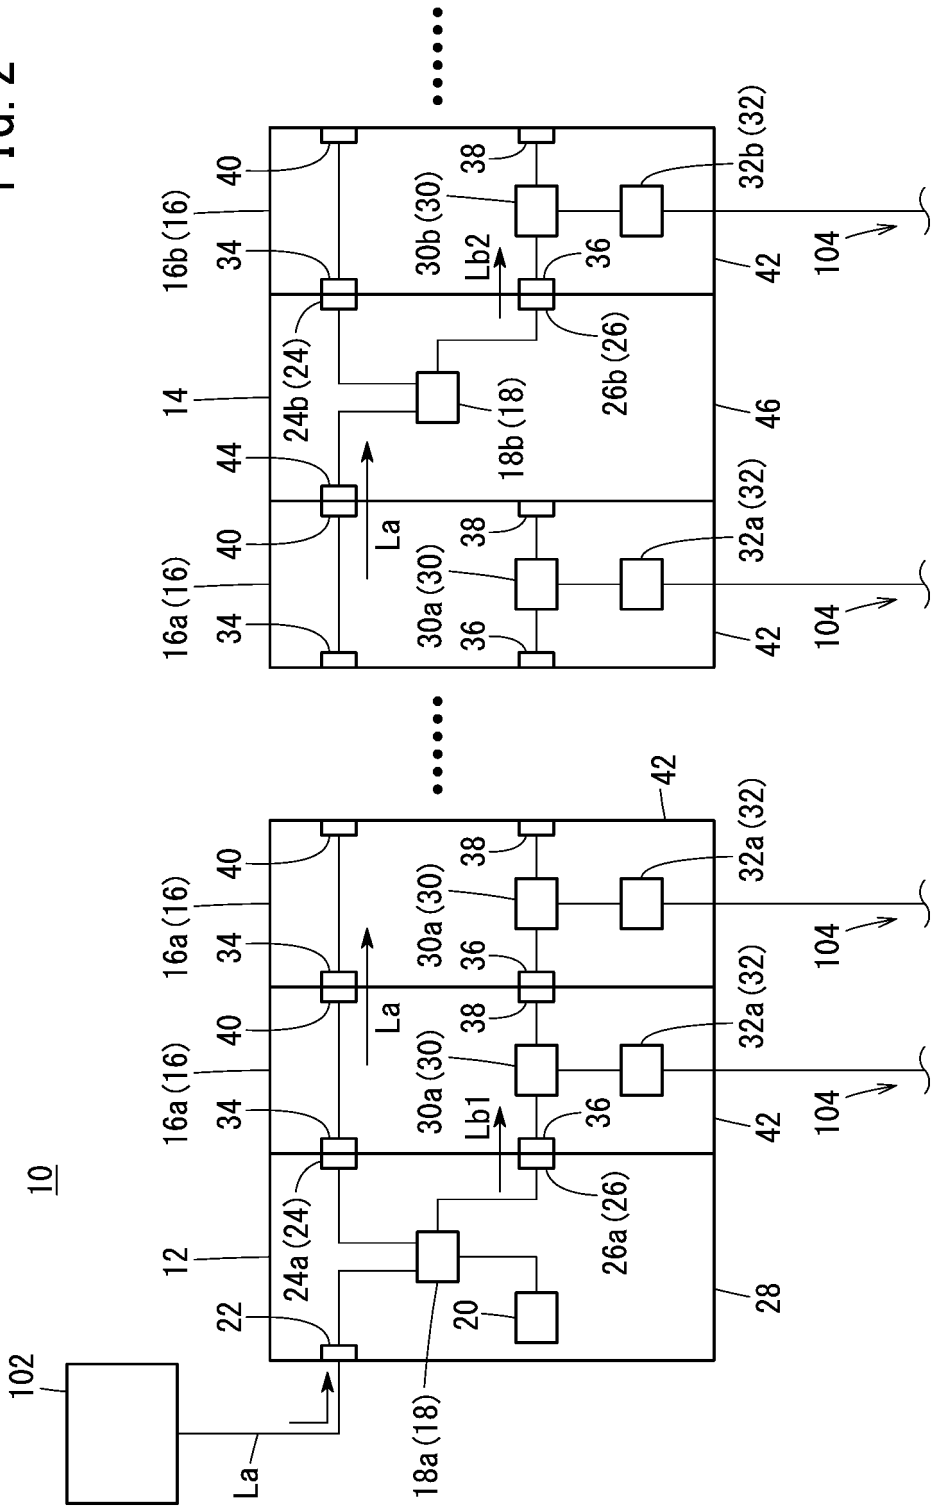 FIG. 2
102
10
12
16a (16)
16a (16)
16a (16)
14
16b (16)
22
34
40
34
40
34
40
44
34
40
La
24a (24)
24b (24)
La
La
18a (18)
30a (30)
30a (30)
30a (30)
30b (30)
20
Lb1
38
36
38
36
38
Lb2
38
18b (18)
26a (26)
36
26b (26)
36
42
32a (32)
32a (32)
32a (32)
32b (32)
28
42
42
46
42
104
104
104
104